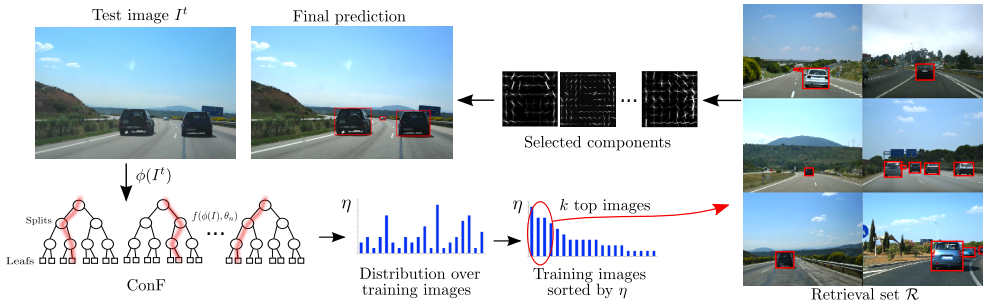 Test image I^t
Final prediction
Selected components
ϕ(I^t)
Splits
f(ϕ(I), θ_n)
Leafs
ConF
η
Distribution over
training images
η
k top images
Training images
sorted by η
Retrieval set R